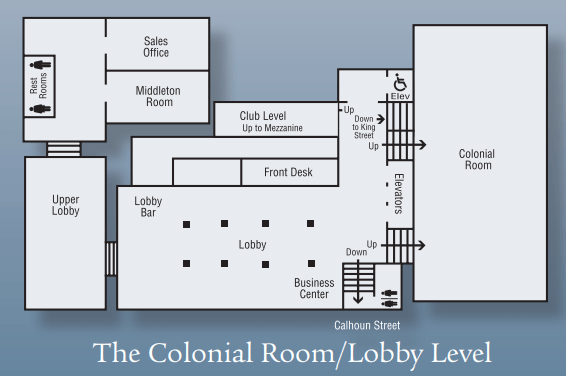 Sales
Office
Rest
Rooms
Middleton
Room
Elev
Club Level
Up to Mezzanine
Up
Down
to King
Street
Up
Colonial
Room
Front Desk
Elevators
Upper
Lobby
Lobby
Bar
Lobby
Up
Down
Business
Center
Calhoun Street
The Colonial Room/Lobby Level